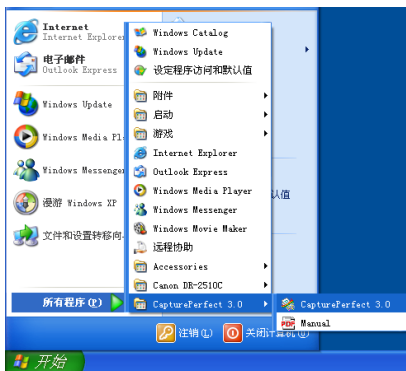 Internet
Internet Explorer
电子邮件
Outlook Express
Windows Update
Windows Media Pl
Windows Messenger
漫游 Windows XP
文件和设置转移向
所有程序(P)
Windows Catalog
Windows Update
设定程序访问和默认值
附件
启动
游戏
Internet Explorer
Outlook Express
Windows Media Player
Windows Messenger
Windows Movie Maker
远程协助
Accessories
Canon DR-2510C
CapturePerfect 3.0
认值
CapturePerfect 3.0
PDF Manual
注销(L)
关闭计算机(U)
开始